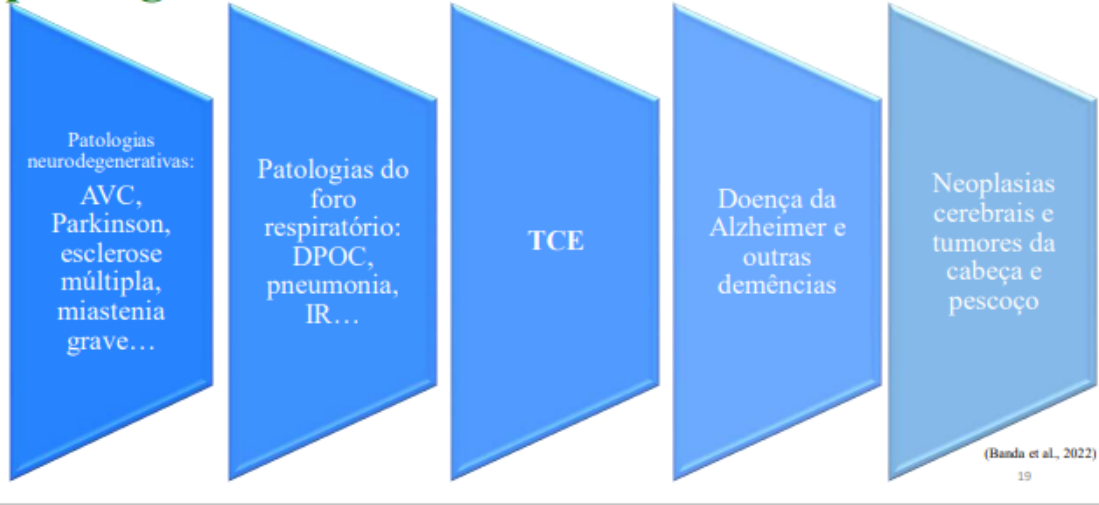 Patologias
neurodegenerativas:
AVC,
Parkinson,
esclerose
múltipla,
miastenia
grave…
Patologias do
foro
respiratório:
DPOC,
pneumonia,
IR…
TCE
Doença da
Alzheimer e
outras
demências
Neoplasias
cerebrais e
tumores da
cabeça e
pescoço
(Banda et al., 2022)
19